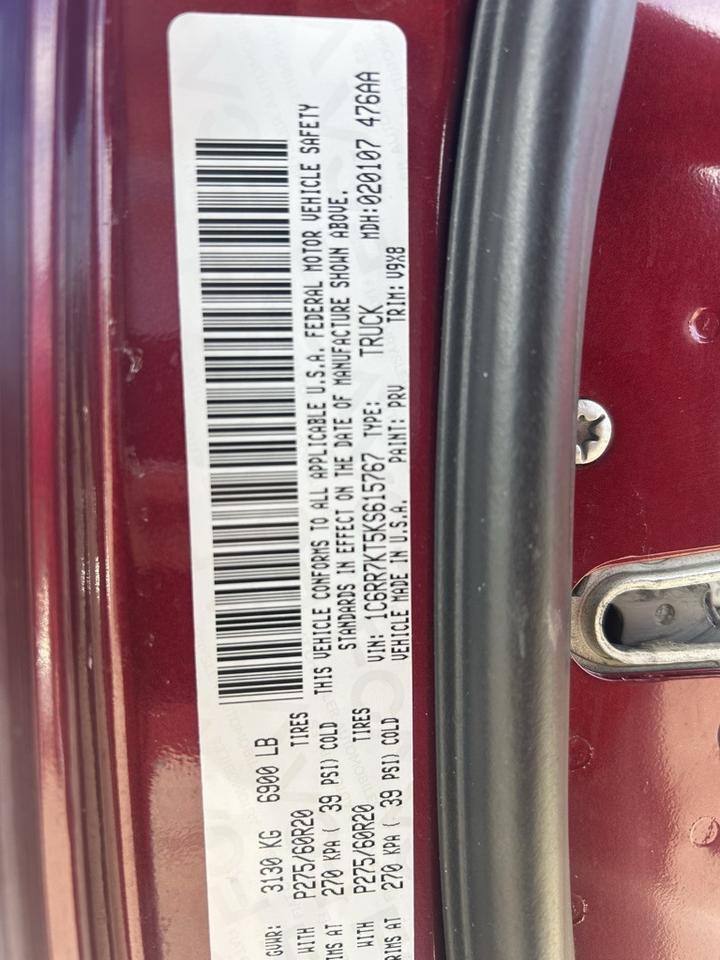 GVWR: 3130 KG 6900 LB
WITH P275/60R20 TIRES
RIMS AT 270 KPA ( 39 PSI) COLD
WITH P275/60R20 TIRES
RIMS AT 270 KPA ( 39 PSI) COLD
THIS VEHICLE CONFORMS TO ALL APPLICABLE U.S.A. FEDERAL MOTOR VEHICLE SAFETY
STANDARDS IN EFFECT ON THE DATE OF MANUFACTURE SHOWN ABOVE.
VIN: 1C6RR7KT5KS615767 TYPE: TRUCK MDH:020107 476AA
VEHICLE MADE IN U.S.A. PAINT: PRV TRIM: V9X8